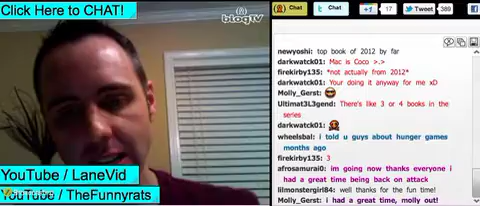 Click Here to CHAT!
blogTV
YouTube / LaneVid
YouTube / TheFunnyrats
Chat
Chat
+1
17
Tweet
389
newyoshi: top book of 2012 by far
darkwatck01: Mac is Coco >.>
firekirby135: *not actually from 2012*
darkwatck01: Your doing it anyway for me xD
Molly_Gerst:
Ultimat3L3gend: There's like 3 or 4 books in the
series
darkwatck01:
wheelsbal: i told u guys about hunger games
months ago
firekirby135: 3
afrosamurai0: im going now thanks everyone i
had a great time being back on attack
lilmonstergirl84: well thanks for the fun time!
Molly_Gerst: i had a great time, molly out!